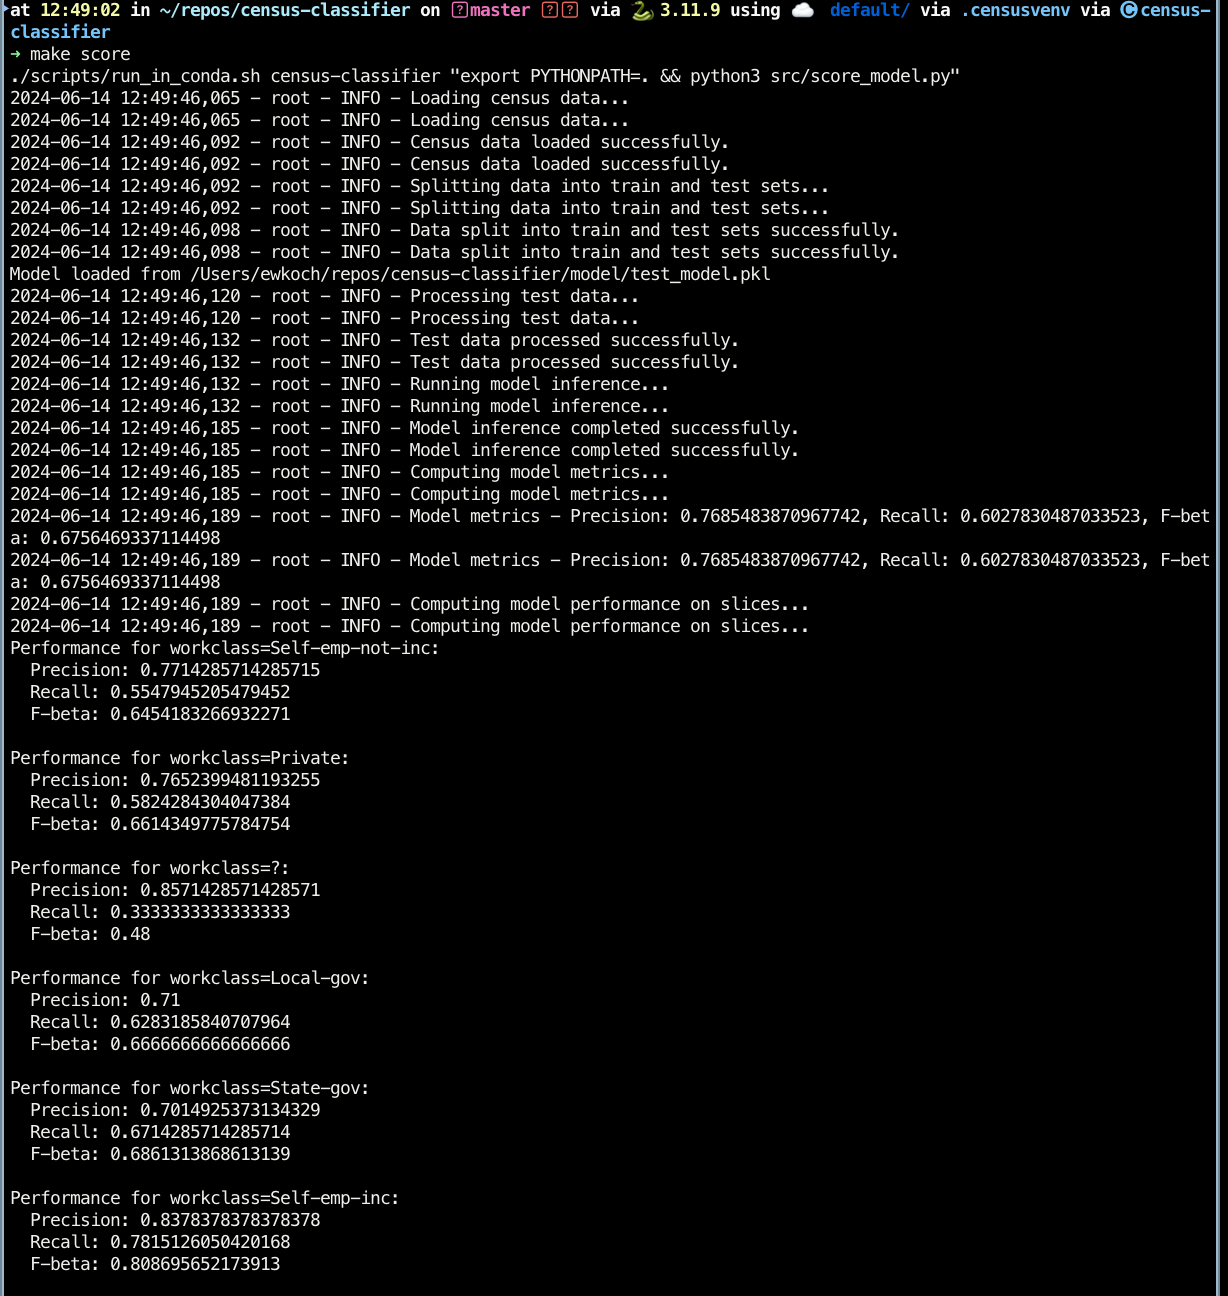 at 12:49:02 in ~/repos/census-classifier on master via 3.11.9 using default/ via .censusvenv via ©census-
classifier
→ make score
./scripts/run_in_conda.sh census-classifier "export PYTHONPATH=. && python3 src/score_model.py"
2024-06-14 12:49:46,065 - root - INFO - Loading census data...
2024-06-14 12:49:46,065 - root - INFO - Loading census data...
2024-06-14 12:49:46,092 - root - INFO - Census data loaded successfully.
2024-06-14 12:49:46,092 - root - INFO - Census data loaded successfully.
2024-06-14 12:49:46,092 - root - INFO - Splitting data into train and test sets...
2024-06-14 12:49:46,092 - root - INFO - Splitting data into train and test sets...
2024-06-14 12:49:46,098 - root - INFO - Data split into train and test sets successfully.
2024-06-14 12:49:46,098 - root - INFO - Data split into train and test sets successfully.
Model loaded from /Users/ewkoch/repos/census-classifier/model/test_model.pkl
2024-06-14 12:49:46,120 - root - INFO - Processing test data...
2024-06-14 12:49:46,120 - root - INFO - Processing test data...
2024-06-14 12:49:46,132 - root - INFO - Test data processed successfully.
2024-06-14 12:49:46,132 - root - INFO - Test data processed successfully.
2024-06-14 12:49:46,132 - root - INFO - Running model inference...
2024-06-14 12:49:46,132 - root - INFO - Running model inference...
2024-06-14 12:49:46,185 - root - INFO - Model inference completed successfully.
2024-06-14 12:49:46,185 - root - INFO - Model inference completed successfully.
2024-06-14 12:49:46,185 - root - INFO - Computing model metrics...
2024-06-14 12:49:46,185 - root - INFO - Computing model metrics...
2024-06-14 12:49:46,189 - root - INFO - Model metrics - Precision: 0.7685483870967742, Recall: 0.6027830487033523, F-bet
a: 0.6756469337114498
2024-06-14 12:49:46,189 - root - INFO - Model metrics - Precision: 0.7685483870967742, Recall: 0.6027830487033523, F-bet
a: 0.6756469337114498
2024-06-14 12:49:46,189 - root - INFO - Computing model performance on slices...
2024-06-14 12:49:46,189 - root - INFO - Computing model performance on slices...
Performance for workclass=Self-emp-not-inc:
  Precision: 0.7714285714285715
  Recall: 0.5547945205479452
  F-beta: 0.6454183266932271

Performance for workclass=Private:
  Precision: 0.7652399481193255
  Recall: 0.5824284304047384
  F-beta: 0.6614349775784754

Performance for workclass=?:
  Precision: 0.8571428571428571
  Recall: 0.3333333333333333
  F-beta: 0.48

Performance for workclass=Local-gov:
  Precision: 0.71
  Recall: 0.6283185840707964
  F-beta: 0.6666666666666666

Performance for workclass=State-gov:
  Precision: 0.7014925373134329
  Recall: 0.6714285714285714
  F-beta: 0.6861313868613139

Performance for workclass=Self-emp-inc:
  Precision: 0.8378378378378378
  Recall: 0.7815126050420168
  F-beta: 0.808695652173913